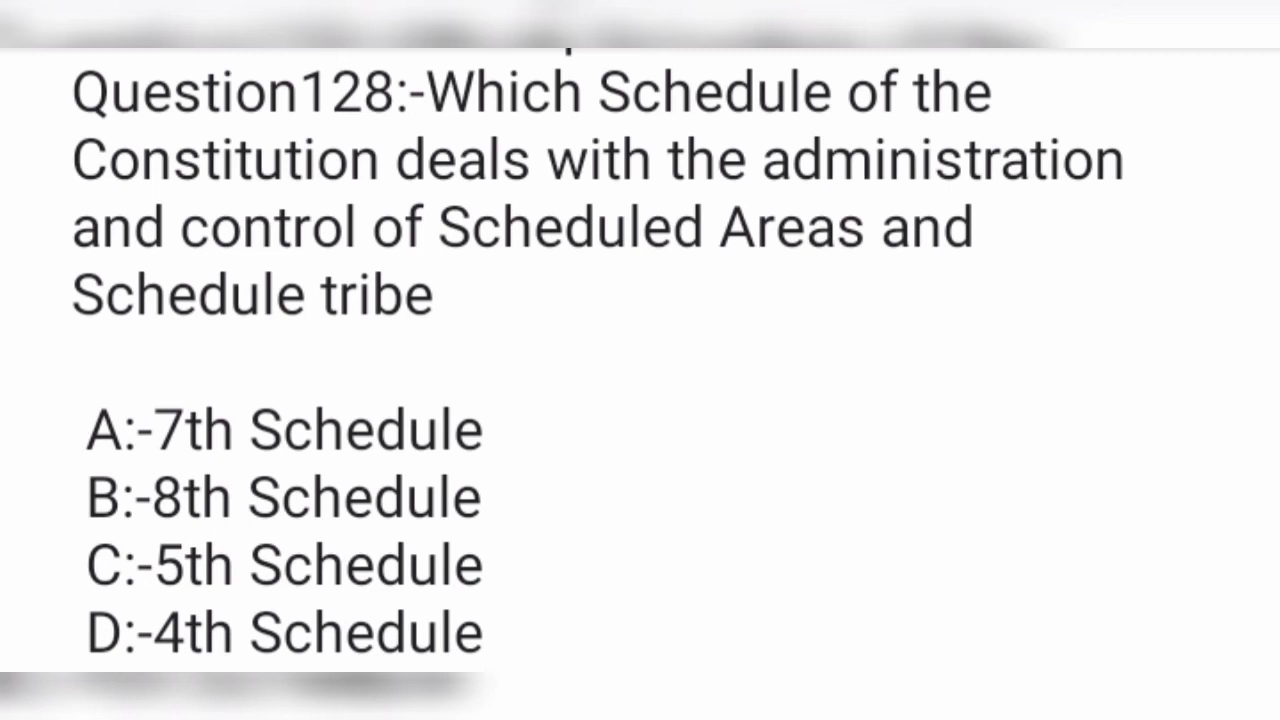 Question128:-Which Schedule of the
Constitution deals with the administration
and control of Scheduled Areas and
Schedule tribe
A:-7th Schedule
B:-8th Schedule
C:-5th Schedule
D:-4th Schedule